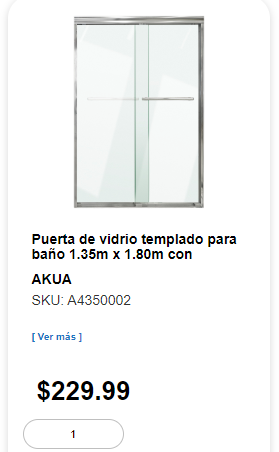 Puerta de vidrio templado para
baño 1.35m x 1.80m con
AKUA
SKU: A4350002
[ Ver más ]
$229.99
1